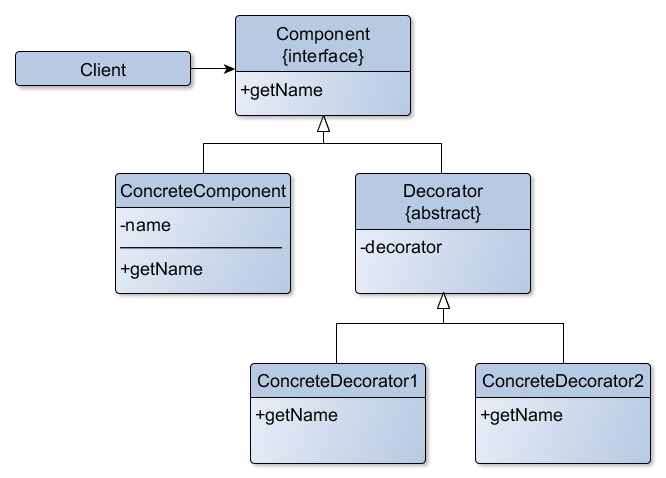 Component
{interface}
+getName
Client
ConcreteComponent
-name
+getName
Decorator
{abstract}
-decorator
ConcreteDecorator1
+getName
ConcreteDecorator2
+getName